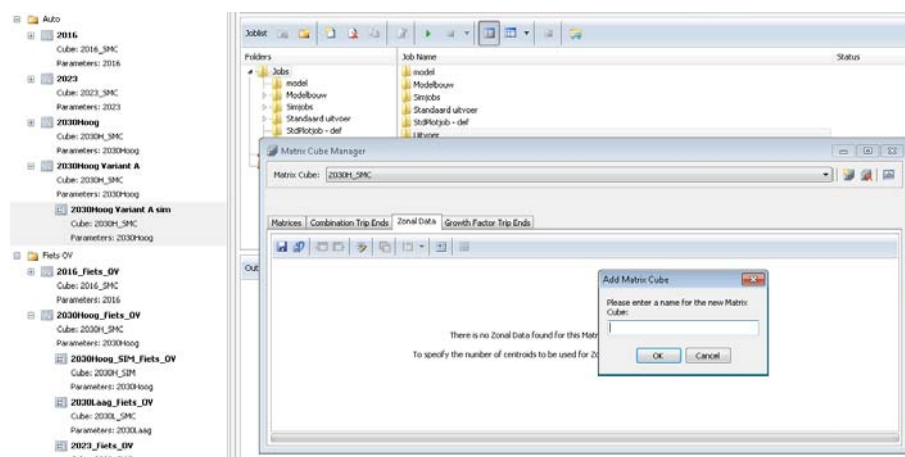 Auto
2016
Cube: 2016_SMC
Parameters: 2016
2023
Cube: 2023_SMC
Parameters: 2023
2030Hoog
Cube: 2030H_SMC
Parameters: 2030Hoog
2030Hoog Variant A
Cube: 2030H_SMC
Parameters: 2030Hoog
2030Hoog Variant A sim
Cube: 2030H_SMC
Parameters: 2030Hoog
Fiets OV
2016_Fiets_OV
Cube: 2016_SMC
Parameters: 2016
2030Hoog_Fiets_OV
Cube: 2030H_SMC
Parameters: 2030Hoog
2030Hoog_SIM_Fiets_OV
Cube: 2030H_SIM
Parameters: 2030Hoog
2030Laag_Fiets_OV
Cube: 2030L_SMC
Parameters: 2030Laag
2023_Fiets_OV
Joblist
Folders
Jobs
model
Modelbouw
Simjobs
Standaard uitvoer
StdPlotjob - def
Job Name
Status
model
Modelbouw
Simjobs
Standaard uitvoer
StdPlotjob - def
Uitvoer
Out
Matrix Cube Manager
Matrix Cube: 2030H_SMC
Matrices Combination Trip Ends Zonal Data Growth Factor Trip Ends
There is no Zonal Data found for this Matr
To specify the number of centroids to be used for Zo
Add Matrix Cube
Please enter a name for the new Matrix
Cube:
OK Cancel